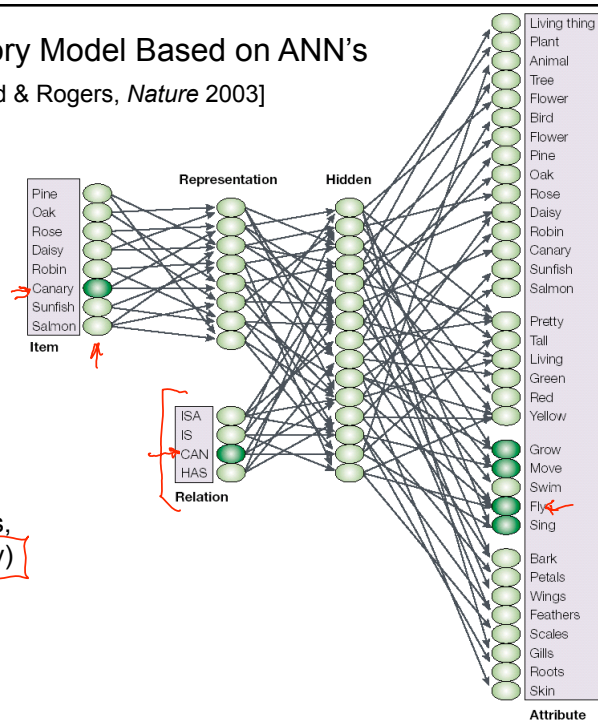 ory Model Based on ANN's
d & Rogers, Nature 2003]
Representation
Hidden
Pine
Oak
Rose
Daisy
Robin
Canary
Sunfish
Salmon
Item
ISA
IS
CAN
HAS
Relation
s,
y)
Living thing
Plant
Animal
Tree
Flower
Bird
Flower
Pine
Oak
Rose
Daisy
Robin
Canary
Sunfish
Salmon
Pretty
Tall
Living
Green
Red
Yellow
Grow
Move
Swim
Fly
Sing
Bark
Petals
Wings
Feathers
Scales
Gills
Roots
Skin
Attribute